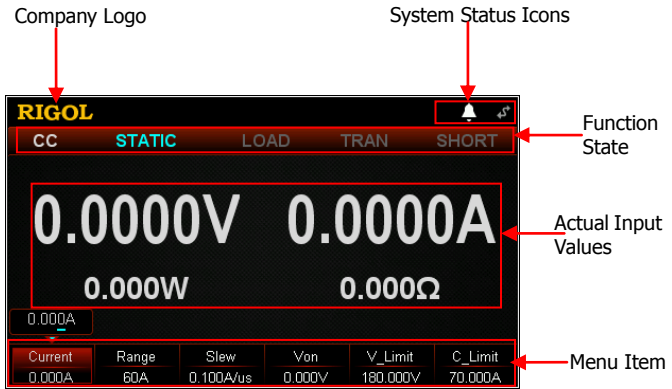 Company Logo
System Status Icons
RIGOL
CC STATIC LOAD TRAN SHORT
Function
State
0.0000V 0.0000A
Actual Input
Values
0.000W 0.000Ω
0.000A
Current Range Slew Von V_Limit C_Limit
0.000A 60A 0.100A/us 0.000V 180.000V 70.000A
Menu Item